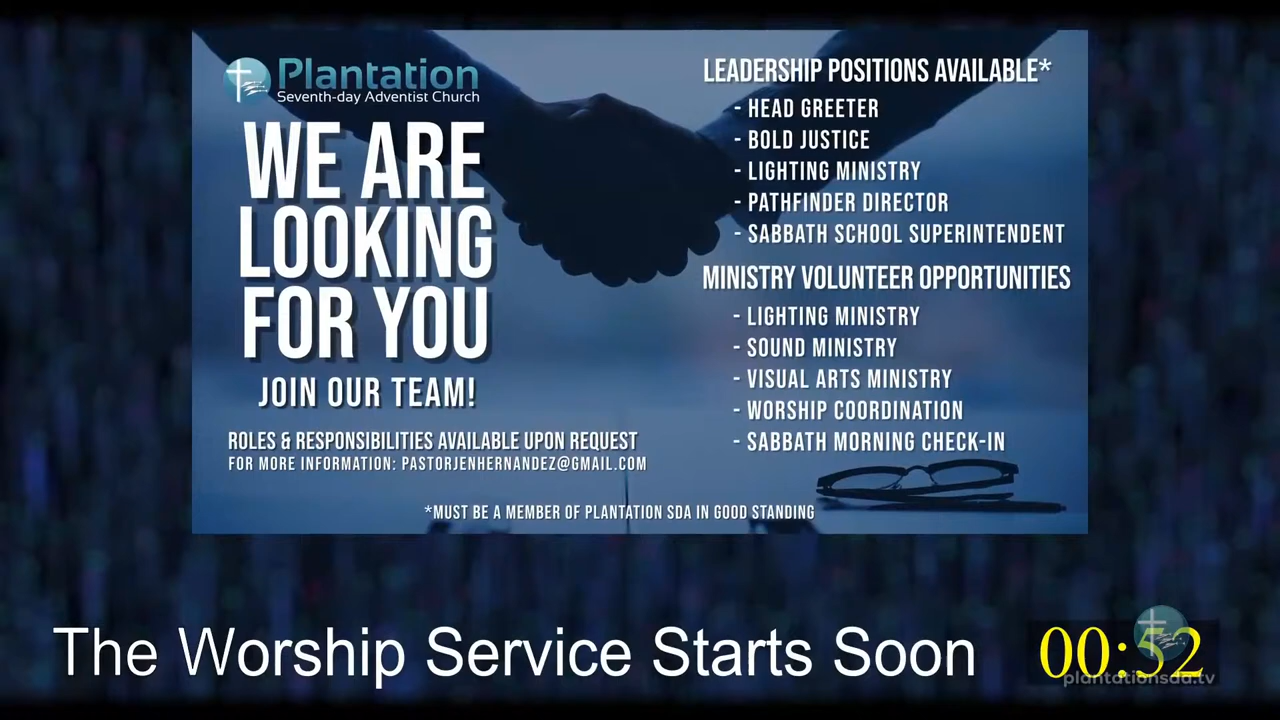 Plantation
Seventh-day Adventist Church
WE ARE
LOOKING
FOR YOU
JOIN OUR TEAM!
ROLES & RESPONSIBILITIES AVAILABLE UPON REQUEST
FOR MORE INFORMATION: PASTORJENHERNANDEZ@GMAIL.COM
LEADERSHIP POSITIONS AVAILABLE*
- HEAD GREETER
- BOLD JUSTICE
- LIGHTING MINISTRY
- PATHFINDER DIRECTOR
- SABBATH SCHOOL SUPERINTENDENT
MINISTRY VOLUNTEER OPPORTUNITIES
- LIGHTING MINISTRY
- SOUND MINISTRY
- VISUAL ARTS MINISTRY
- WORSHIP COORDINATION
- SABBATH MORNING CHECK-IN
*MUST BE A MEMBER OF PLANTATION SDA IN GOOD STANDING
The Worship Service Starts Soon
00:52
plantationsda.tv